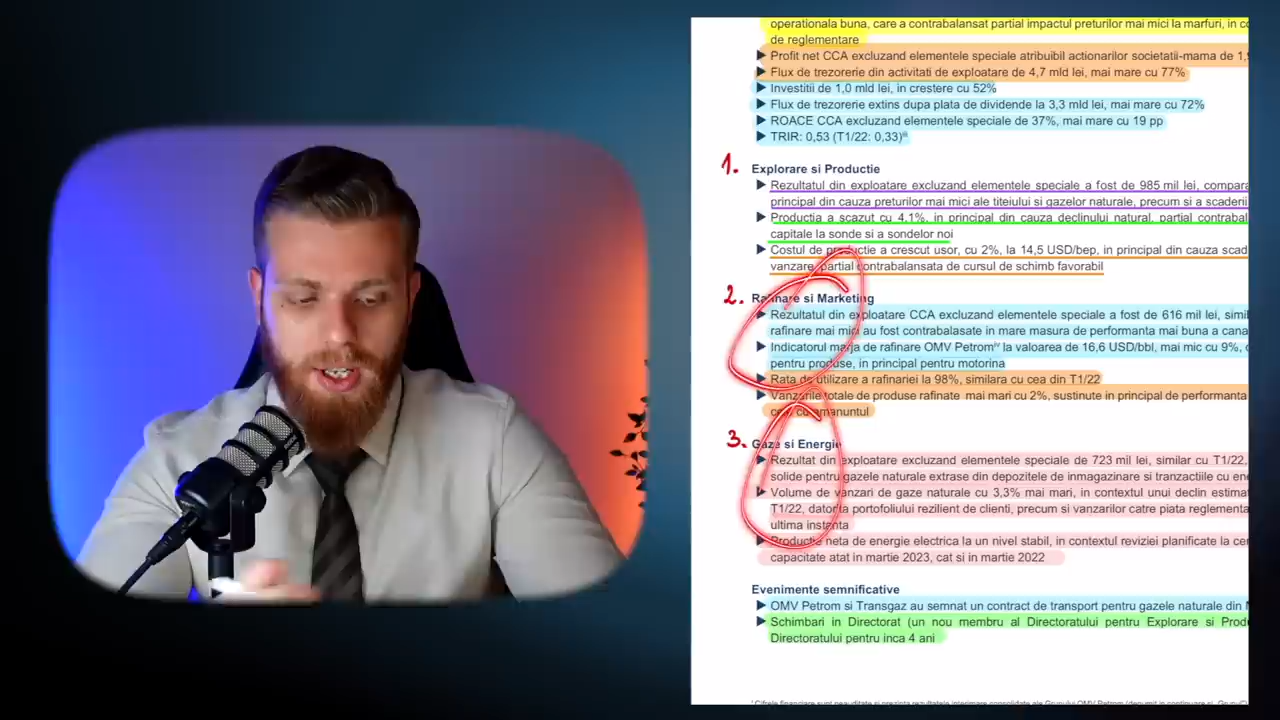 operationala buna, care a contrabalansat partial impactul preturilor mai mici la marfuri, in
de reglementare
► Profit net CCA excluzand elementele speciale atribuibil actionarilor societatii-mama de
► Flux de trezorerie din activitati de exploatare de 4,7 mld lei, mai mare cu 77%
► Investitii de 1,0 mld lei, in crestere cu 52%
► Flux de trezorerie extins dupa plata de dividende la 3,3 mld lei, mai mare cu 72%
► ROACE CCA excluzand elementele speciale de 37%, mai mare cu 19 pp
► TRIR: 0,53 (T1/22: 0,33)ⁱⁱⁱ
1. Explorare si Productie
► Rezultatul din exploatare excluzand elementele speciale a fost de 985 mil lei,
principal din cauza preturilor mai mici ale titeiului si gazelor naturale, precum si a scaderii
► Productia a scazut cu 4,1%, in principal din cauza declinului natural, partial
capitale la sonde si a sondelor noi
► Costul de productie a crescut usor, cu 2%, la 14,5 USD/bep, in principal din cauza
vanzare, partial contrabalansata de cursul de schimb favorabil
2. Rafinare si Marketing
► Rezultatul din exploatare CCA excluzand elementele speciale a fost de 616 mil lei,
rafinare mai mici au fost contrabalasate in mare masura de performanta mai buna a
► Indicatorul marja de rafinare OMV Petromⁱᵛ la valoarea de 16,6 USD/bbl, mai mic cu 9%,
pentru produse, in principal pentru motorina
► Rata de utilizare a rafinariei la 98%, similara cu cea din T1/22
► Vanzarile totale de produse rafinate mai mari cu 2%, sustinute in principal de performanta
cu amanuntul
3. Gaze si Energie
► Rezultat din exploatare excluzand elementele speciale de 723 mil lei, similar cu T1/22,
solide pentru gazele naturale extrase din depozitele de inmagazinare si tranzactiile cu
► Volume de vanzari de gaze naturale cu 3,3% mai mari, in contextul unui declin
T1/22, datorita portofoliului rezilient de clienti, precum si vanzarilor catre piata
ultima instanta
► Productie neta de energie electrica la un nivel stabil, in contextul reviziei planificate la
capacitate atat in martie 2023, cat si in martie 2022
Evenimente semnificative
► OMV Petrom si Transgaz au semnat un contract de transport pentru gazele naturale din
► Schimbari in Directorat (un nou membru al Directoratului pentru Explorare si
Directoratului pentru inca 4 ani